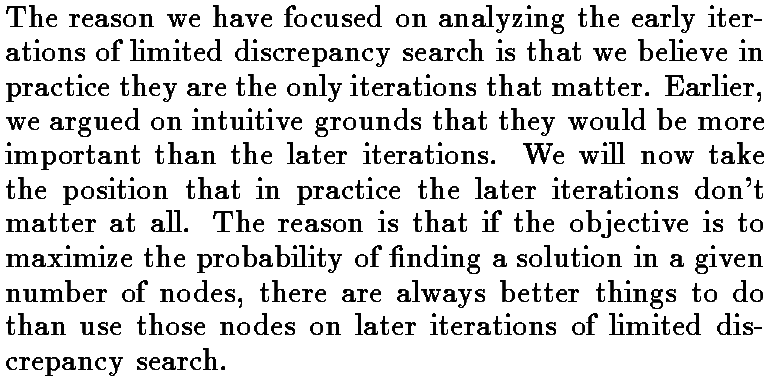 The reason we have focused on analyzing the early iter-
ations of limited discrepancy search is that we believe in
practice they are the only iterations that matter. Earlier,
we argued on intuitive grounds that they would be more
important than the later iterations. We will now take
the position that in practice the later iterations don't
matter at all. The reason is that if the objective is to
maximize the probability of finding a solution in a given
number of nodes, there are always better things to do
than use those nodes on later iterations of limited dis-
crepancy search.